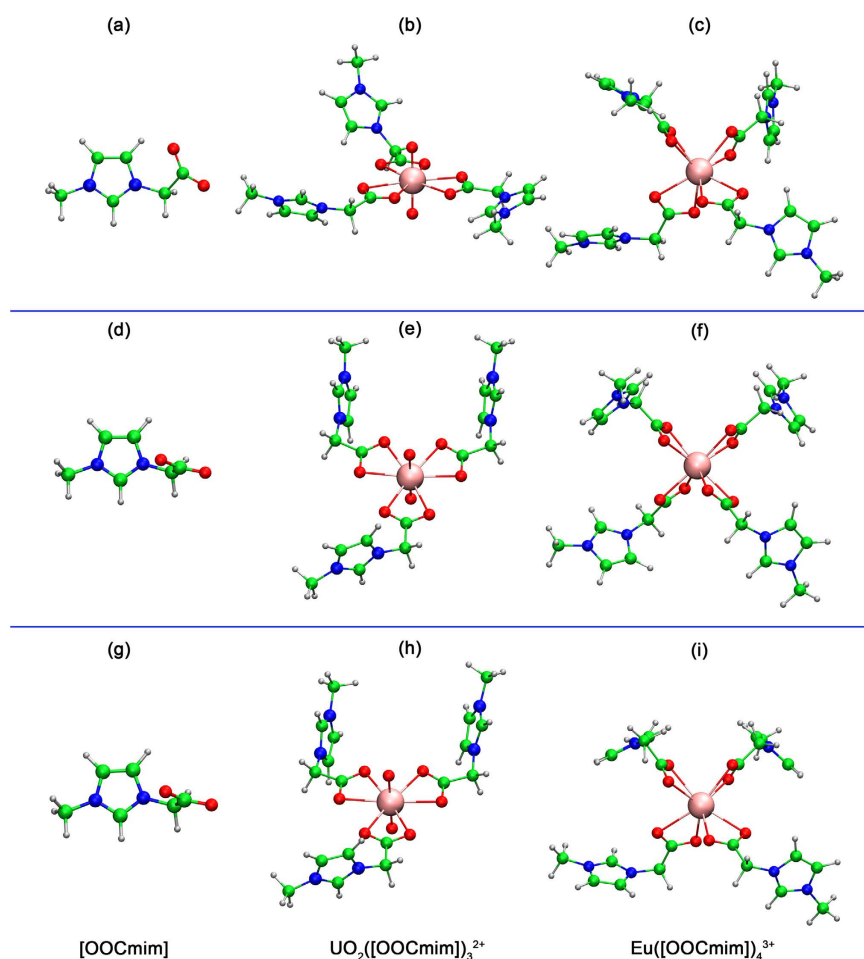 (a) (b) (c)
(d) (e) (f)
(g) (h) (i)
[OOCmim] UO₂([OOCmim])₃²⁺ Eu([OOCmim])₄³⁺